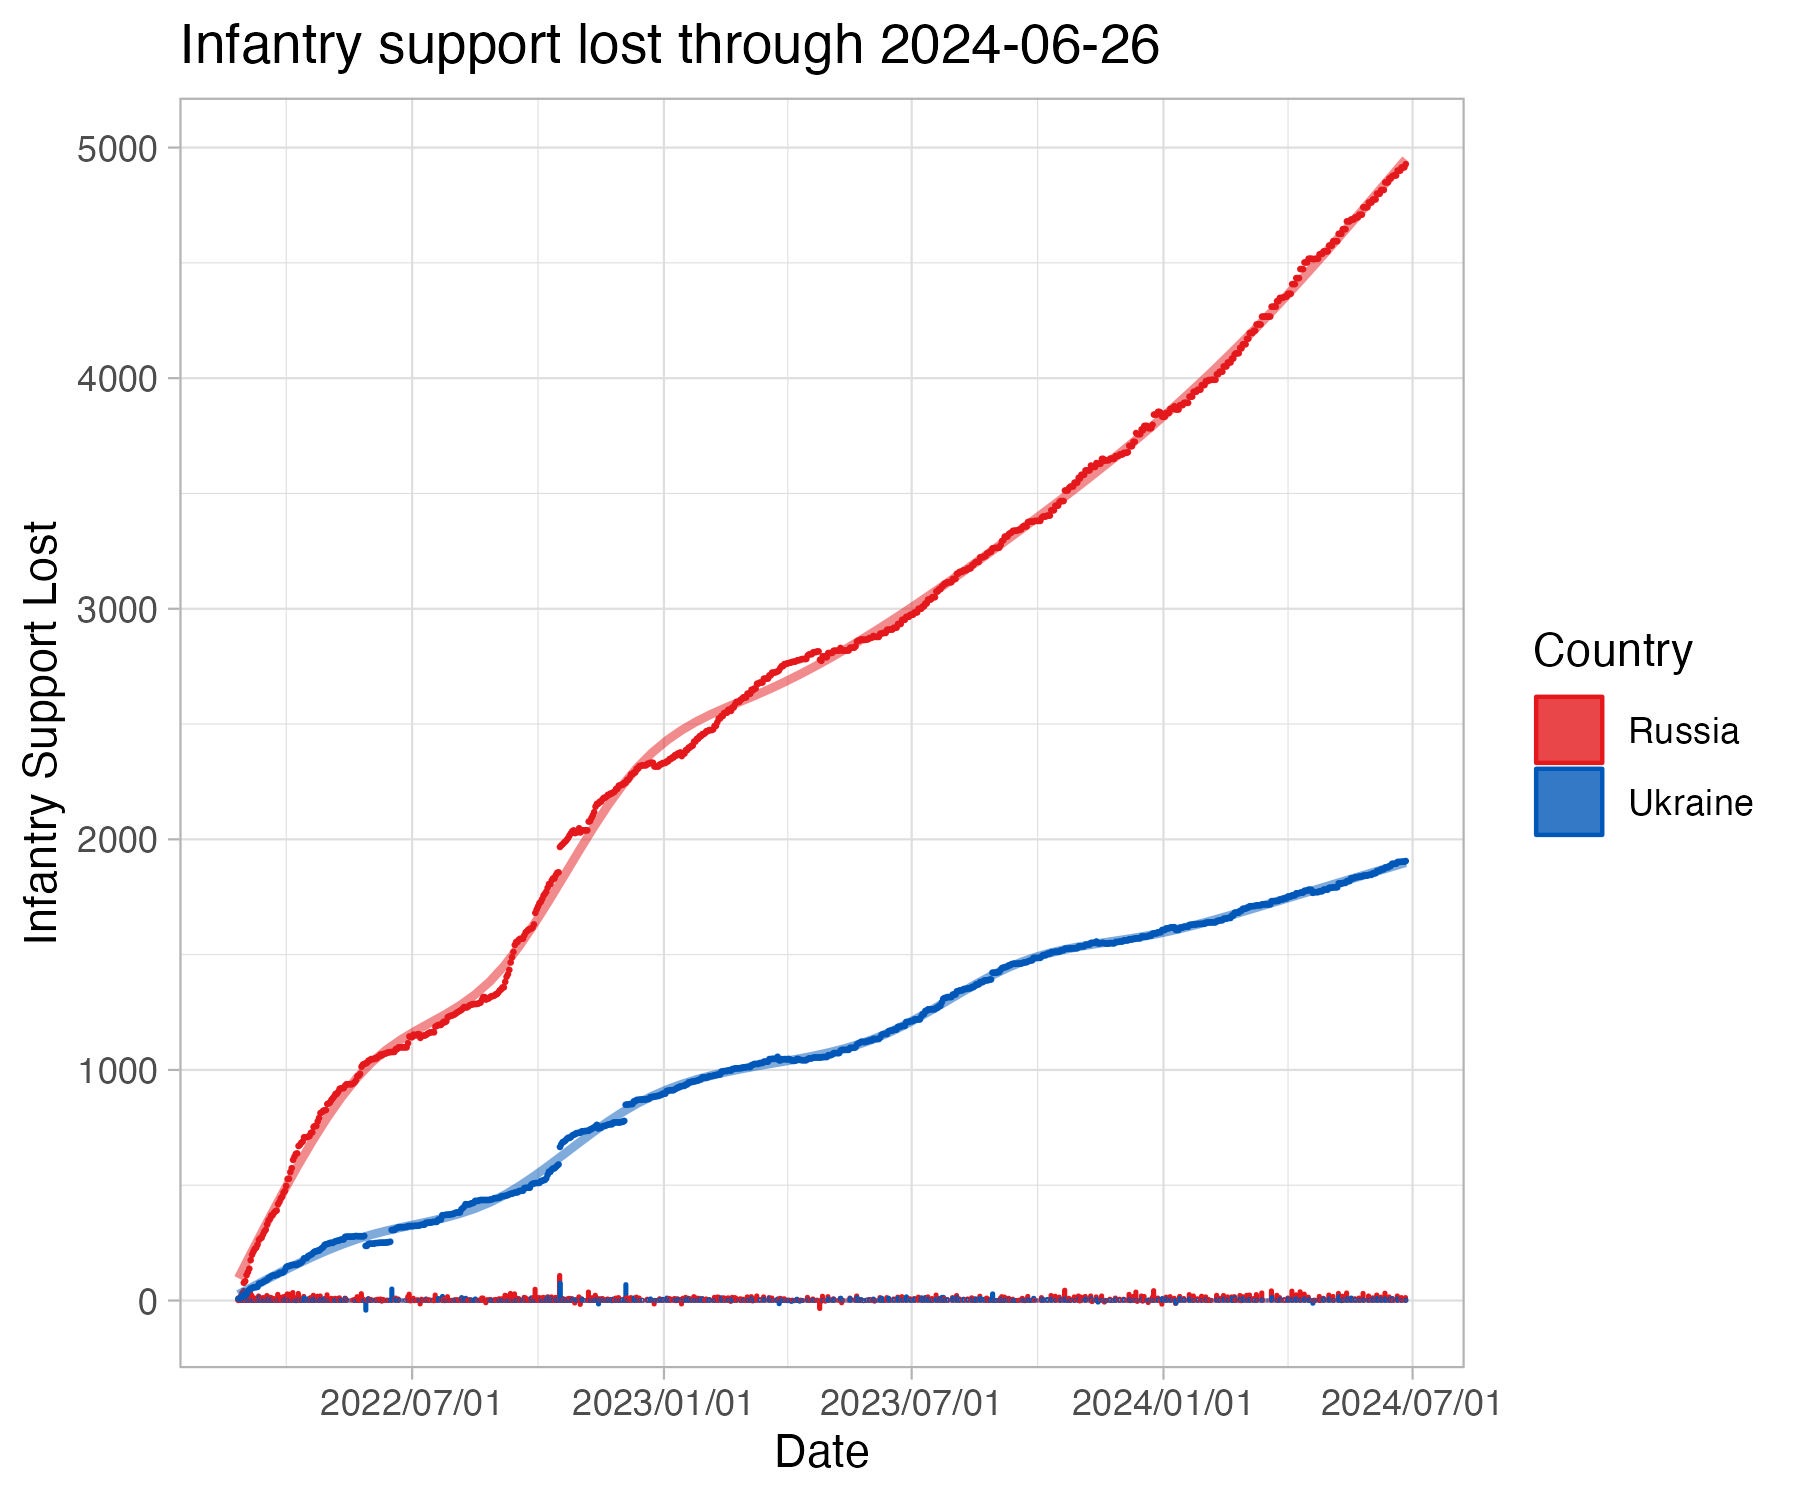 Infantry support lost through 2024-06-26
Infantry Support Lost
5000
4000
3000
2000
1000
0
2022/07/01
2023/01/01
2023/07/01
2024/01/01
2024/07/01
Date
Country
Russia
Ukraine